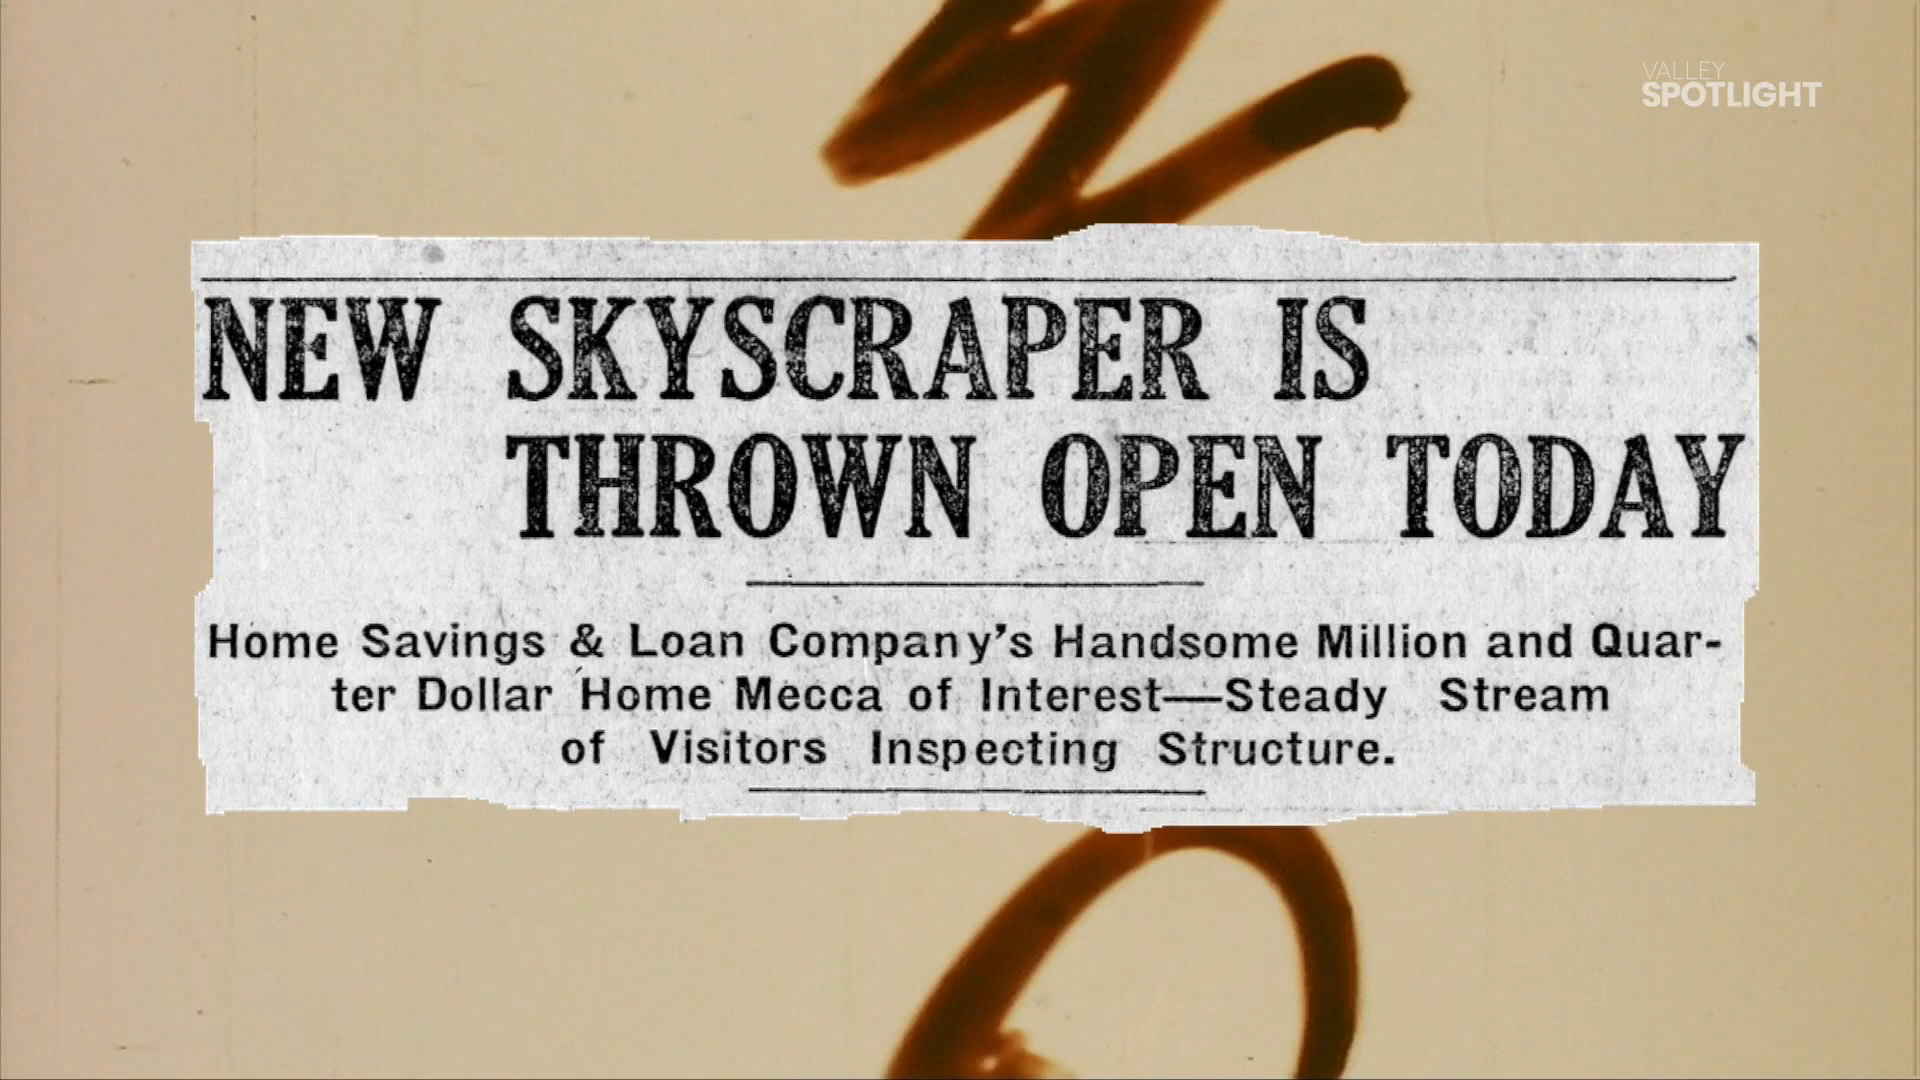 VALLEY
SPOTLIGHT
NEW SKYSCRAPER IS
THROWN OPEN TODAY
Home Savings & Loan Company's Handsome Million and Quar-
ter Dollar Home Mecca of Interest—Steady Stream
of Visitors Inspecting Structure.